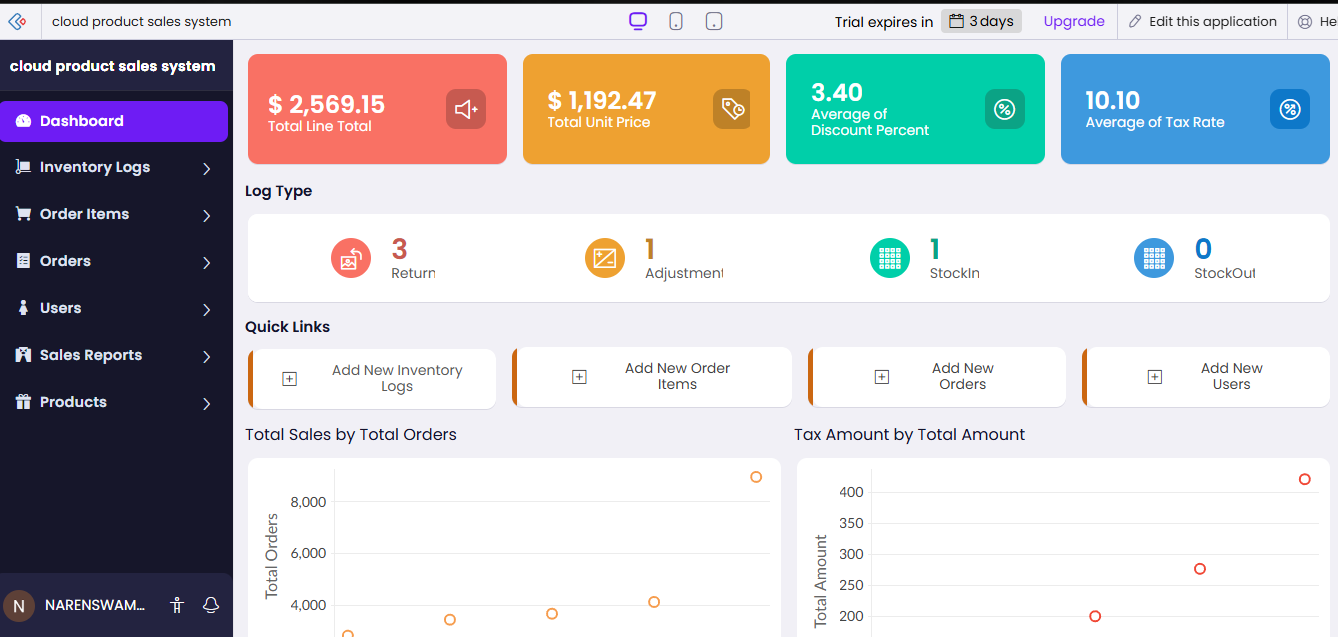 cloud product sales system
Trial expires in 3 days Upgrade Edit this application He
cloud product sales system
Dashboard
Inventory Logs
Order Items
Orders
Users
Sales Reports
Products
N NARENSWAM...
$ 2,569.15
Total Line Total
$ 1,192.47
Total Unit Price
3.40
Average of
Discount Percent
10.10
Average of Tax Rate
Log Type
3
Return
1
Adjustment
1
StockIn
0
StockOut
Quick Links
Add New Inventory
Logs
Add New Order
Items
Add New
Orders
Add New
Users
Total Sales by Total Orders
Total Orders
8,000
6,000
4,000
Tax Amount by Total Amount
Total Amount
400
350
300
250
200